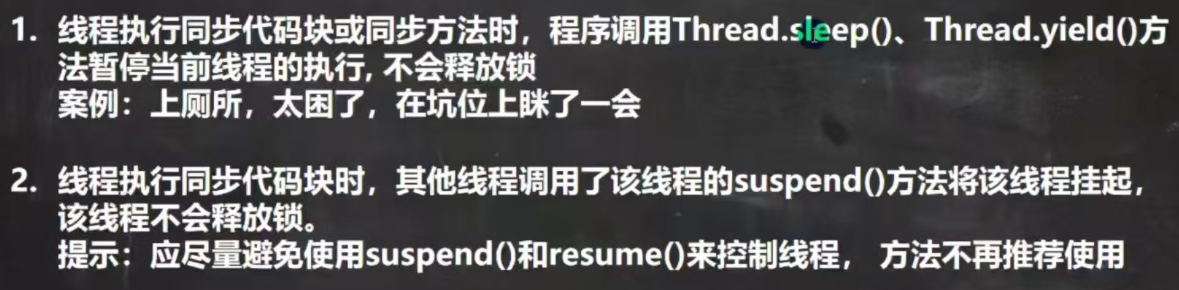 1. 线程执行同步代码块或同步方法时，程序调用Thread.sleep()、Thread.yield()方
法暂停当前线程的执行, 不会释放锁
案例：上厕所，太困了，在坑位上眯了一会
2. 线程执行同步代码块时，其他线程调用了该线程的suspend()方法将该线程挂起，
该线程不会释放锁。
提示：应尽量避免使用suspend()和resume()来控制线程， 方法不再推荐使用